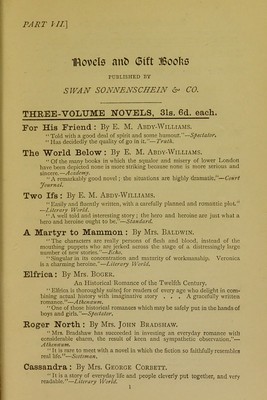 PART VII.]
Novels and Gift Books
PUBLISHED BY
SWAN SONNENSCHEIN & CO.
THREE-VOLUME NOVELS, 31s. 6d. each.
For His Friend: By E. M. ABDY-WILLIAMS.
"Told with a good deal of spirit and some humour."—Spectator.
"Has decidedly the quality of go in it."—Truth.
The World Below: By E. M. ABDY-WILLIAMS.
"Of the many books in which the squalor and misery of lower London
have been depicted none is more striking because none is more serious and
sincere.—Academy.
"A remarkably good novel; the situations are highly dramatic."—Court
Journal.
Two Ifs: By E. M. ABDY-WILLIAMS.
"Easily and fluently written, with a carefully planned and romantic plot."
—Literary World.
"A well told and interesting story; the hero and heroine are just what a
hero and heroine ought to be."—Standard.
A Martyr to Mammon: By MRS. BALDWIN.
"The characters are really persons of flesh and blood, instead of the
mouthing puppets who are jerked across the stage of a distressingly large
number of new stories."—Echo.
"Singular in its concentration and maturity of workmanship. Veronica
is a charming heroine."—Literary World.
Elfrica: By MRS. BOGER.
An Historical Romance of the Twelfth Century.
"Elfrica is thoroughly suited for readers of every age who delight in com-
bining actual history with imaginative story . . . A gracefully written
romance."—Athenæum.
"One of those historical romances which may be safely put in the hands of
boys and girls."—Spectator.
Roger North: By MRS. JOHN BRADSHAW.
"Mrs. Bradshaw has succeeded in investing an everyday romance with
considerable charm, the result of keen and sympathetic observation."—
Athenæum.
"It is rare to meet with a novel in which the fiction so faithfully resembles
real life"—Scotsman.
Cassandra: By MRS. GEORGE CORBETT.
"It is a story of everyday life and people cleverly put together, and very
readable."—Literary World.
1